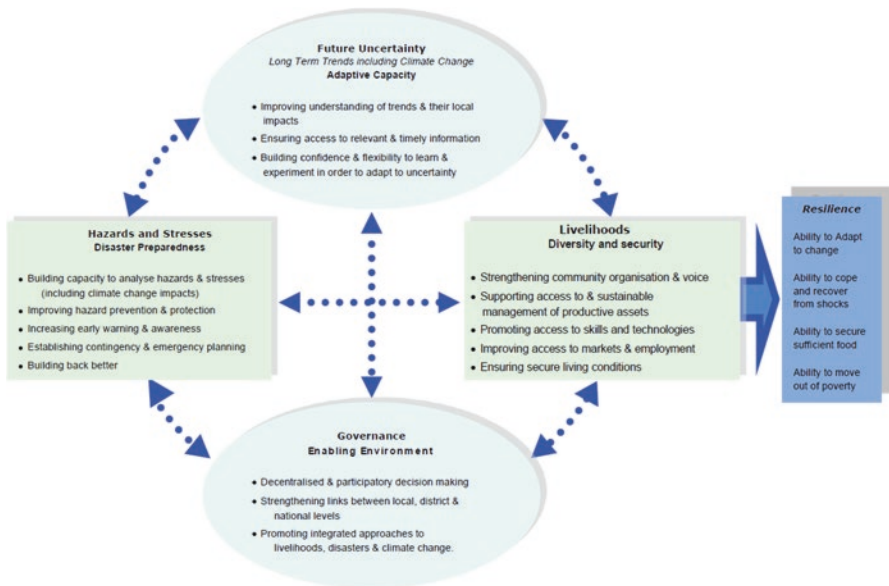 Future Uncertainty
Long Term Trends including Climate Change
Adaptive Capacity
• Improving understanding of trends & their local
impacts
• Ensuring access to relevant & timely information
• Building confidence & flexibility to learn &
experiment in order to adapt to uncertainty
Hazards and Stresses
Disaster Preparedness
• Building capacity to analyse hazards & stresses
(including climate change impacts)
• Improving hazard prevention & protection
• Increasing early warning & awareness
• Establishing contingency & emergency planning
• Building back better
Livelihoods
Diversity and security
• Strengthening community organisation & voice
• Supporting access to & sustainable
management of productive assets
• Promoting access to skills and technologies
• Improving access to markets & employment
• Ensuring secure living conditions
Resilience
Ability to Adapt
to change
Ability to cope
and recover
from shocks
Ability to secure
sufficient food
Ability to move
out of poverty
Governance
Enabling Environment
• Decentralised & participatory decision making
• Strengthening links between local, district &
national levels
• Promoting integrated approaches to
livelihoods, disasters & climate change.